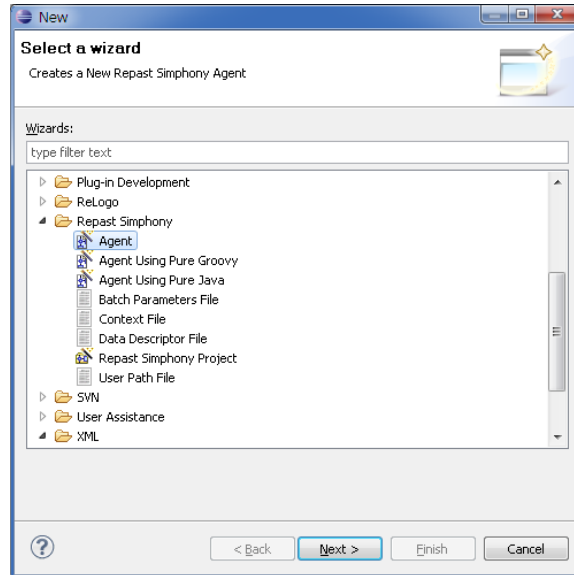 New
Select a wizard
Creates a New Repast Simphony Agent
Wizards:
type filter text
Plug-in Development
ReLogo
Repast Simphony
Agent
Agent Using Pure Groovy
Agent Using Pure Java
Batch Parameters File
Context File
Data Descriptor File
Repast Simphony Project
User Path File
SVN
User Assistance
XML
< Back
Next >
Finish
Cancel